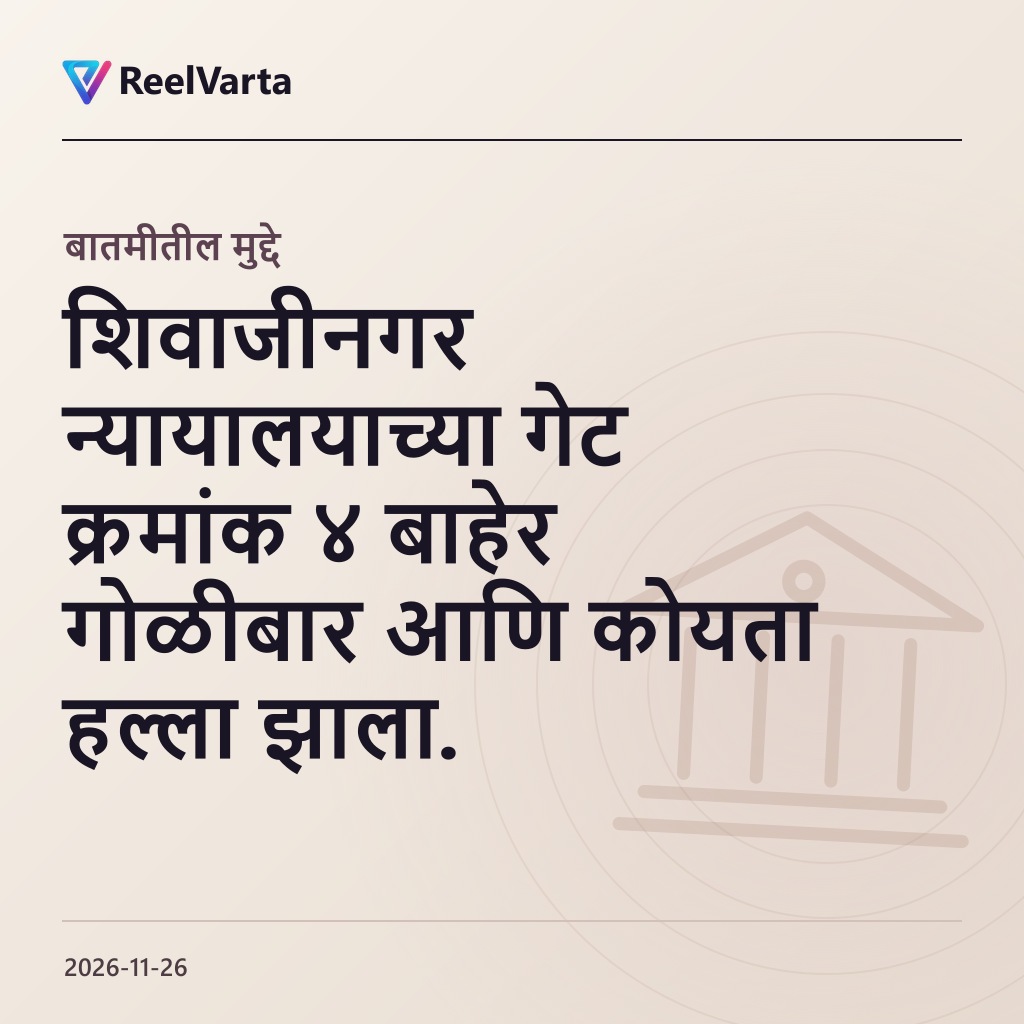 ReelVarta
बातमीतील मुद्दे
शिवाजीनगर
न्यायालयाच्या गेट
क्रमांक ४ बाहेर
गोळीबार आणि कोयता
हल्ला झाला.
2026-11-26